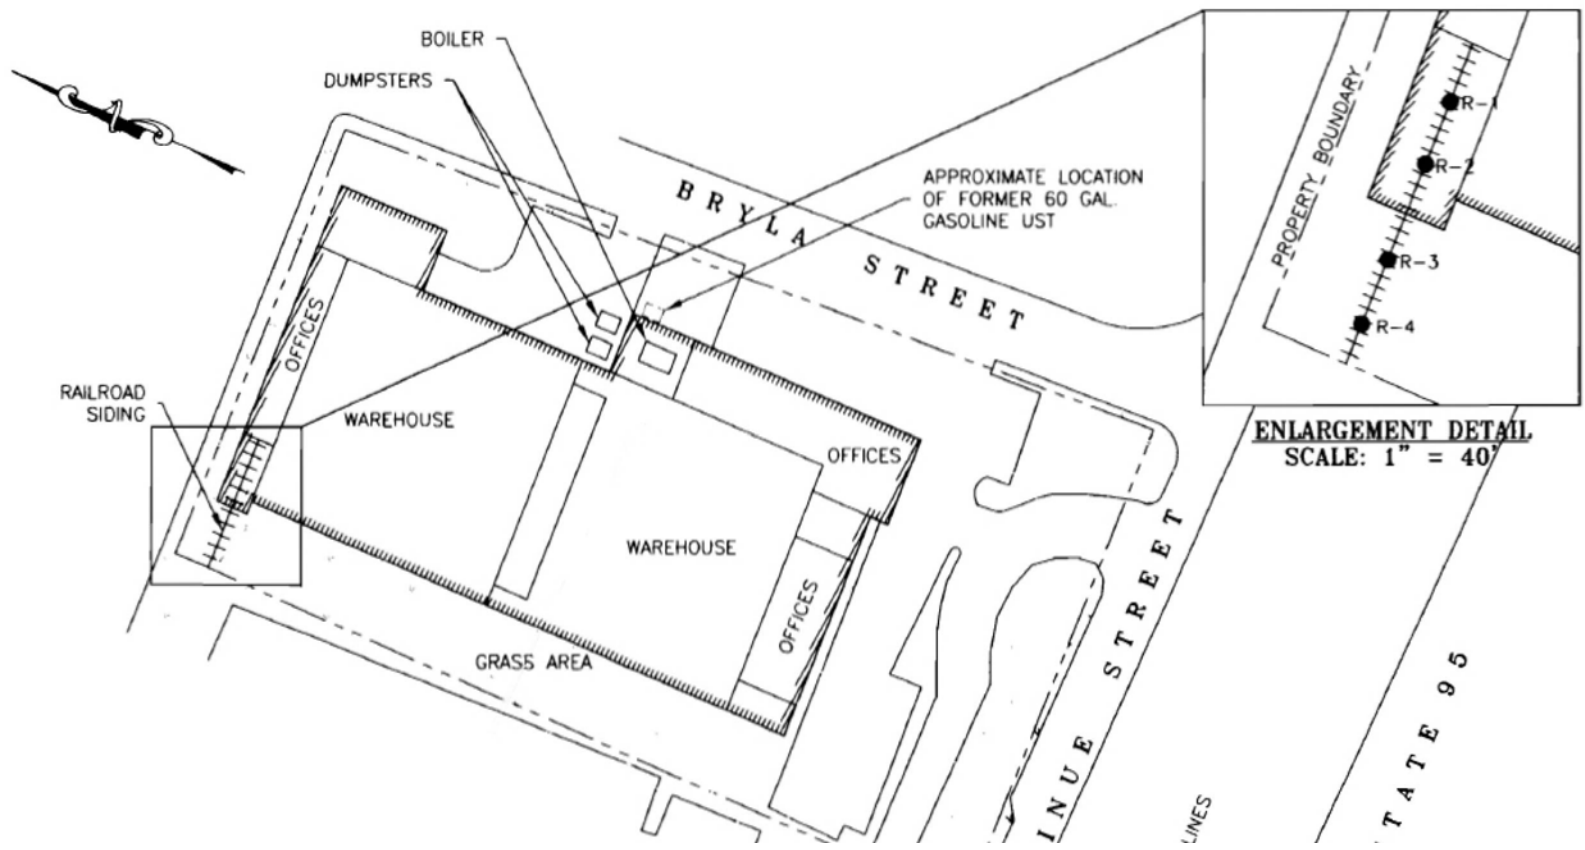 BOILER
DUMPSTERS
APPROXIMATE LOCATION
OF FORMER 60 GAL.
GASOLINE UST
BRYLA STREET
PROPERTY BOUNDARY
R-1
R-2
R-3
R-4
ENLARGEMENT DETAIL
SCALE: 1" = 40'
OFFICES
RAILROAD
SIDING
WAREHOUSE
OFFICES
WAREHOUSE
OFFICES
GRASS AREA
INUE STREET
TATE 95
LINES